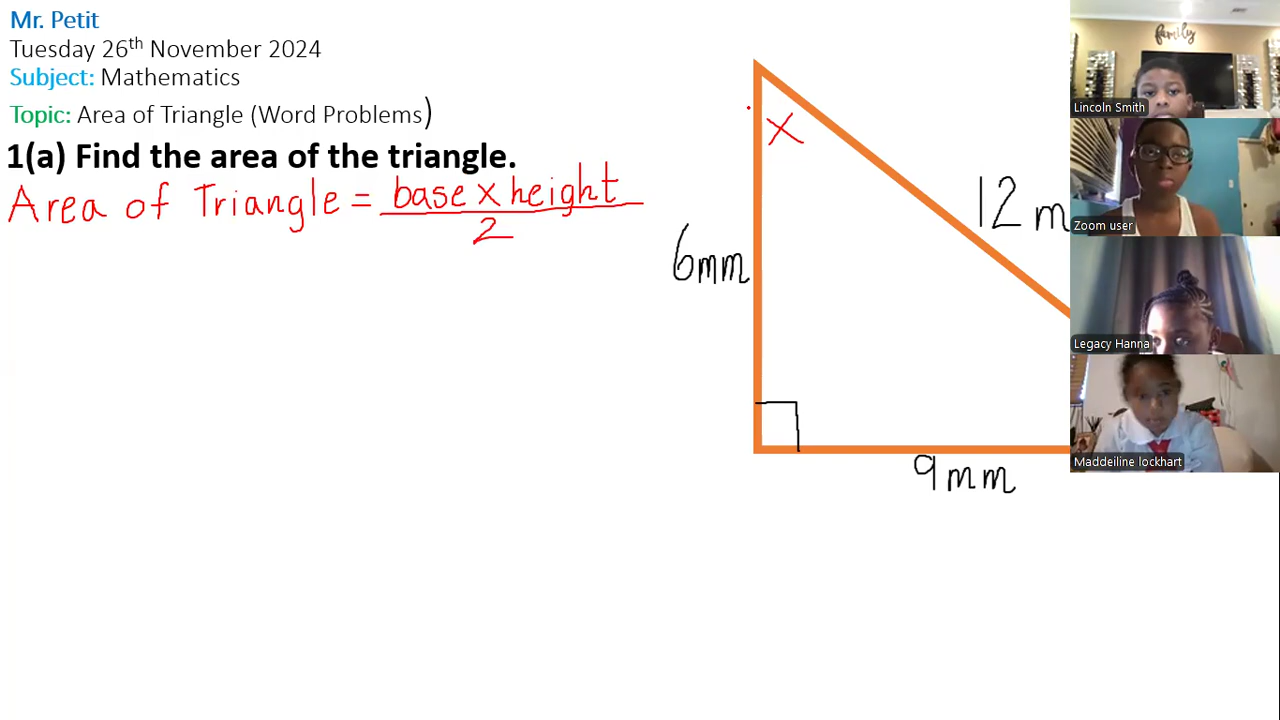 Mr. Petit
Tuesday 26th November 2024
Subject: Mathematics
Topic: Area of Triangle (Word Problems)
1(a) Find the area of the triangle.
Area of Triangle = base x height
2
x
12 m
6mm
9mm
family
Lincoln Smith
Zoom user
Legacy Hanna
Maddeiline lockhart